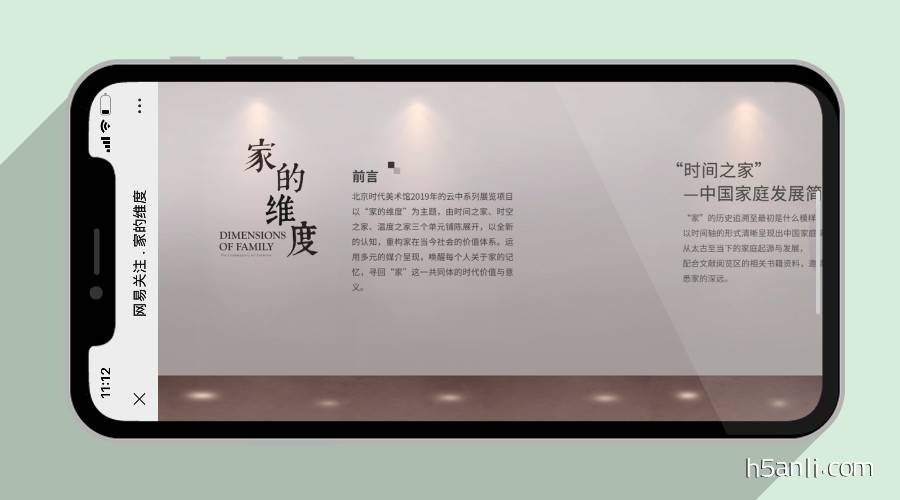 11:12
网易关注 . 家的维度
家的维度
DIMENSIONS
OF FAMILY
前言
北京时代美术馆2019年的云中系列展览项目
以“家的维度”为主题，由时间之家、时空
之家、温度之家三个单元铺陈展开，以全新
的认知，重构家在当今社会的价值体系。运
用多元的媒介呈现，唤醒每个人关于家的记
忆，寻回“家”这一共同体的时代价值与意
义。
“时间之家”
—中国家庭发展简
“家”的历史追溯至最初是什么模样
以时间轴的形式清晰呈现出中国家庭
从太古至当下的家庭起源与发展，
配合文献阅览区的相关书籍资料，邀
悉家的深远。
h5anli.com